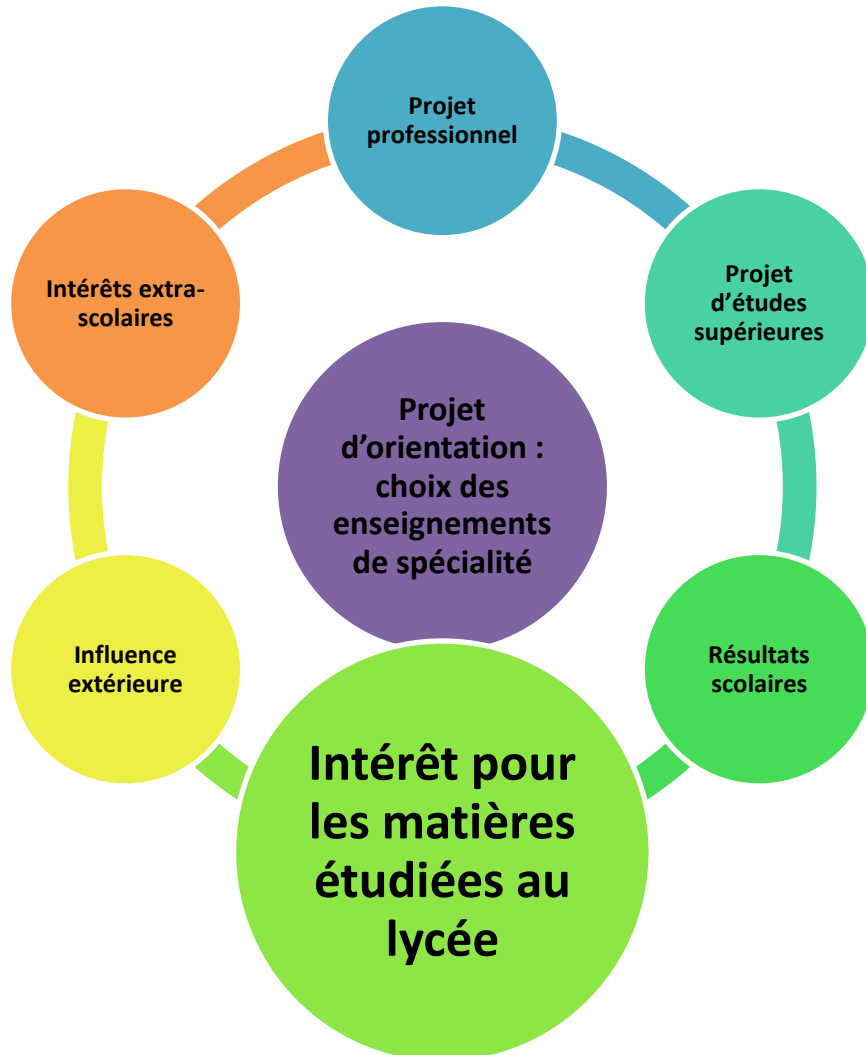 Projet
professionnel
Intérêts extra-
scolaires
Projet
d'études
supérieures
Projet
d'orientation :
choix des
enseignements
de spécialité
Influence
extérieure
Résultats
scolaires
Intérêt pour
les matières
étudiées au
lycée